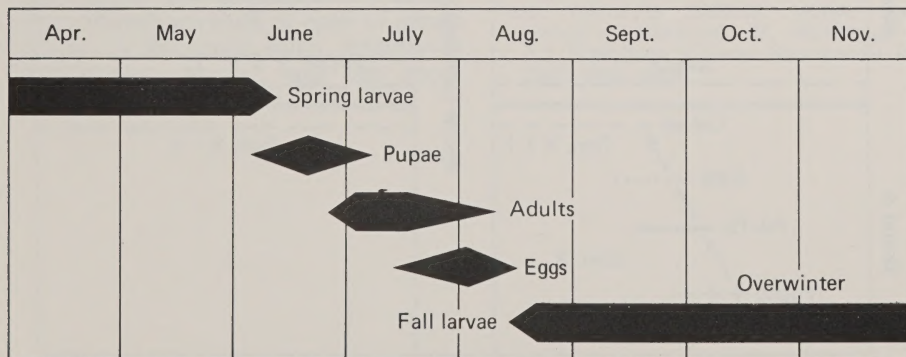 Apr. May June July Aug. Sept. Oct. Nov.
Spring larvae
Pupae
Adults
Eggs
Overwinter
Fall larvae